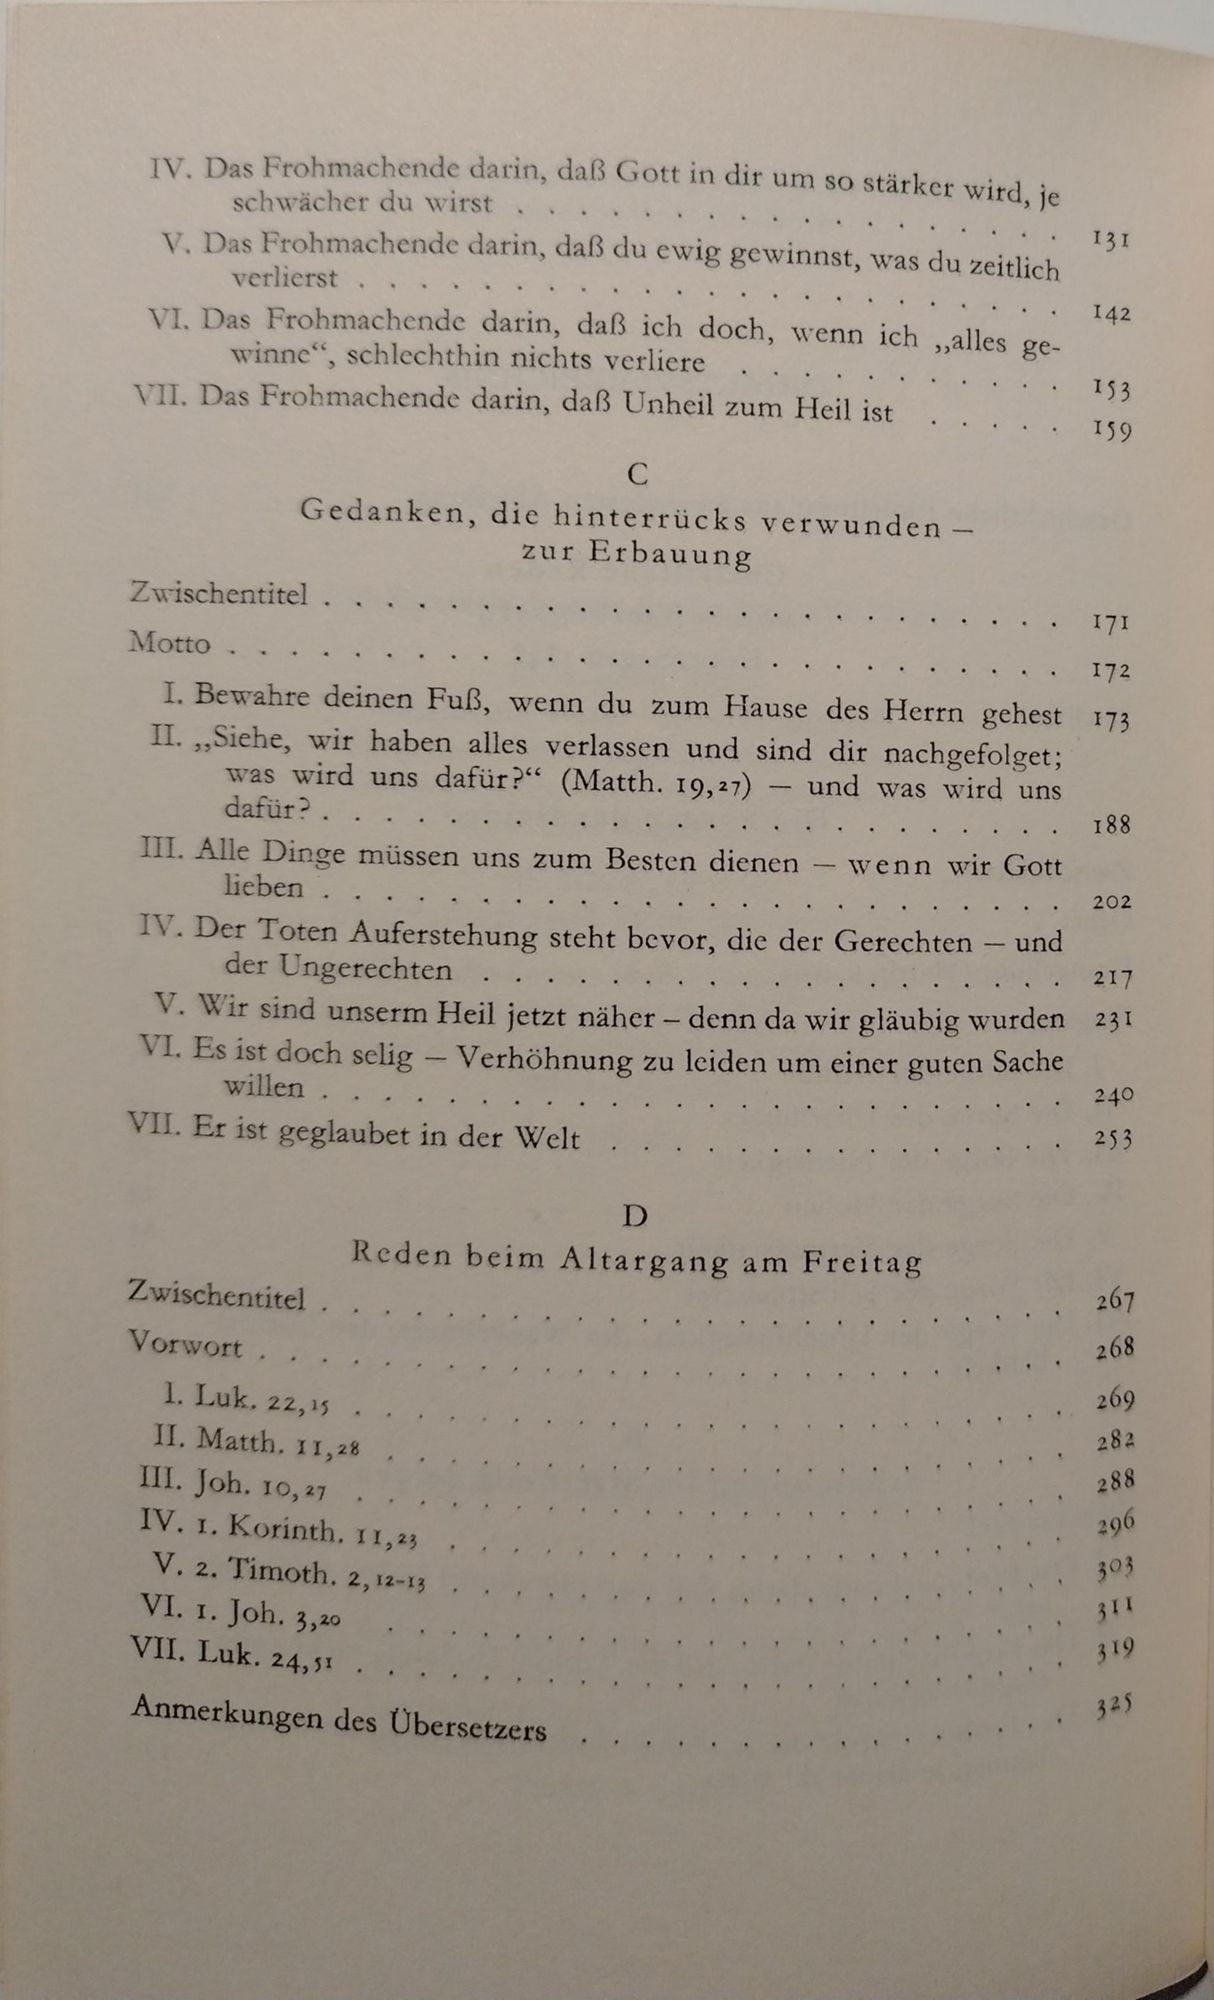 IV. Das Frohmachende darin, daß Gott in dir um so stärker wird, je
schwächer du wirst . . . . . . . . . . . . . . . . . . 131
V. Das Frohmachende darin, daß du ewig gewinnst, was du zeitlich
verlierst . . . . . . . . . . . . . . . . . . . . . . . 142
VI. Das Frohmachende darin, daß ich doch, wenn ich „alles ge-
winne“, schlechthin nichts verliere . . . . . . . . . . . 153
VII. Das Frohmachende darin, daß Unheil zum Heil ist . . . . . 159
C
Gedanken, die hinterrücks verwunden –
zur Erbauung
Zwischentitel . . . . . . . . . . . . . . . . . . . . . . . . 171
Motto . . . . . . . . . . . . . . . . . . . . . . . . . . . 172
I. Bewahre deinen Fuß, wenn du zum Hause des Herrn gehest 173
II. „Siehe, wir haben alles verlassen und sind dir nachgefolget;
was wird uns dafür?“ (Matth. 19,27) – und was wird uns
dafür? . . . . . . . . . . . . . . . . . . . . . . . . 188
III. Alle Dinge müssen uns zum Besten dienen – wenn wir Gott
lieben . . . . . . . . . . . . . . . . . . . . . . . . 202
IV. Der Toten Auferstehung steht bevor, die der Gerechten – und
der Ungerechten . . . . . . . . . . . . . . . . . . . 217
V. Wir sind unserm Heil jetzt näher – denn da wir gläubig wurden 231
VI. Es ist doch selig – Verhöhnung zu leiden um einer guten Sache
willen . . . . . . . . . . . . . . . . . . . . . . . . 240
VII. Er ist geglaubet in der Welt . . . . . . . . . . . . . . . 253
D
Reden beim Altargang am Freitag
Zwischentitel . . . . . . . . . . . . . . . . . . . . . . . . 267
Vorwort . . . . . . . . . . . . . . . . . . . . . . . . . . 268
I. Luk. 22,15 . . . . . . . . . . . . . . . . . . . . . . . 269
II. Matth. 11,28 . . . . . . . . . . . . . . . . . . . . . . 282
III. Joh. 10,27 . . . . . . . . . . . . . . . . . . . . . . . 288
IV. 1. Korinth. 11,23 . . . . . . . . . . . . . . . . . . . . 296
V. 2. Timoth. 2,12–13 . . . . . . . . . . . . . . . . . . . . 303
VI. 1. Joh. 3,20 . . . . . . . . . . . . . . . . . . . . . . 311
VII. Luk. 24,51 . . . . . . . . . . . . . . . . . . . . . . . 319
Anmerkungen des Übersetzers . . . . . . . . . . . . . . . . 325